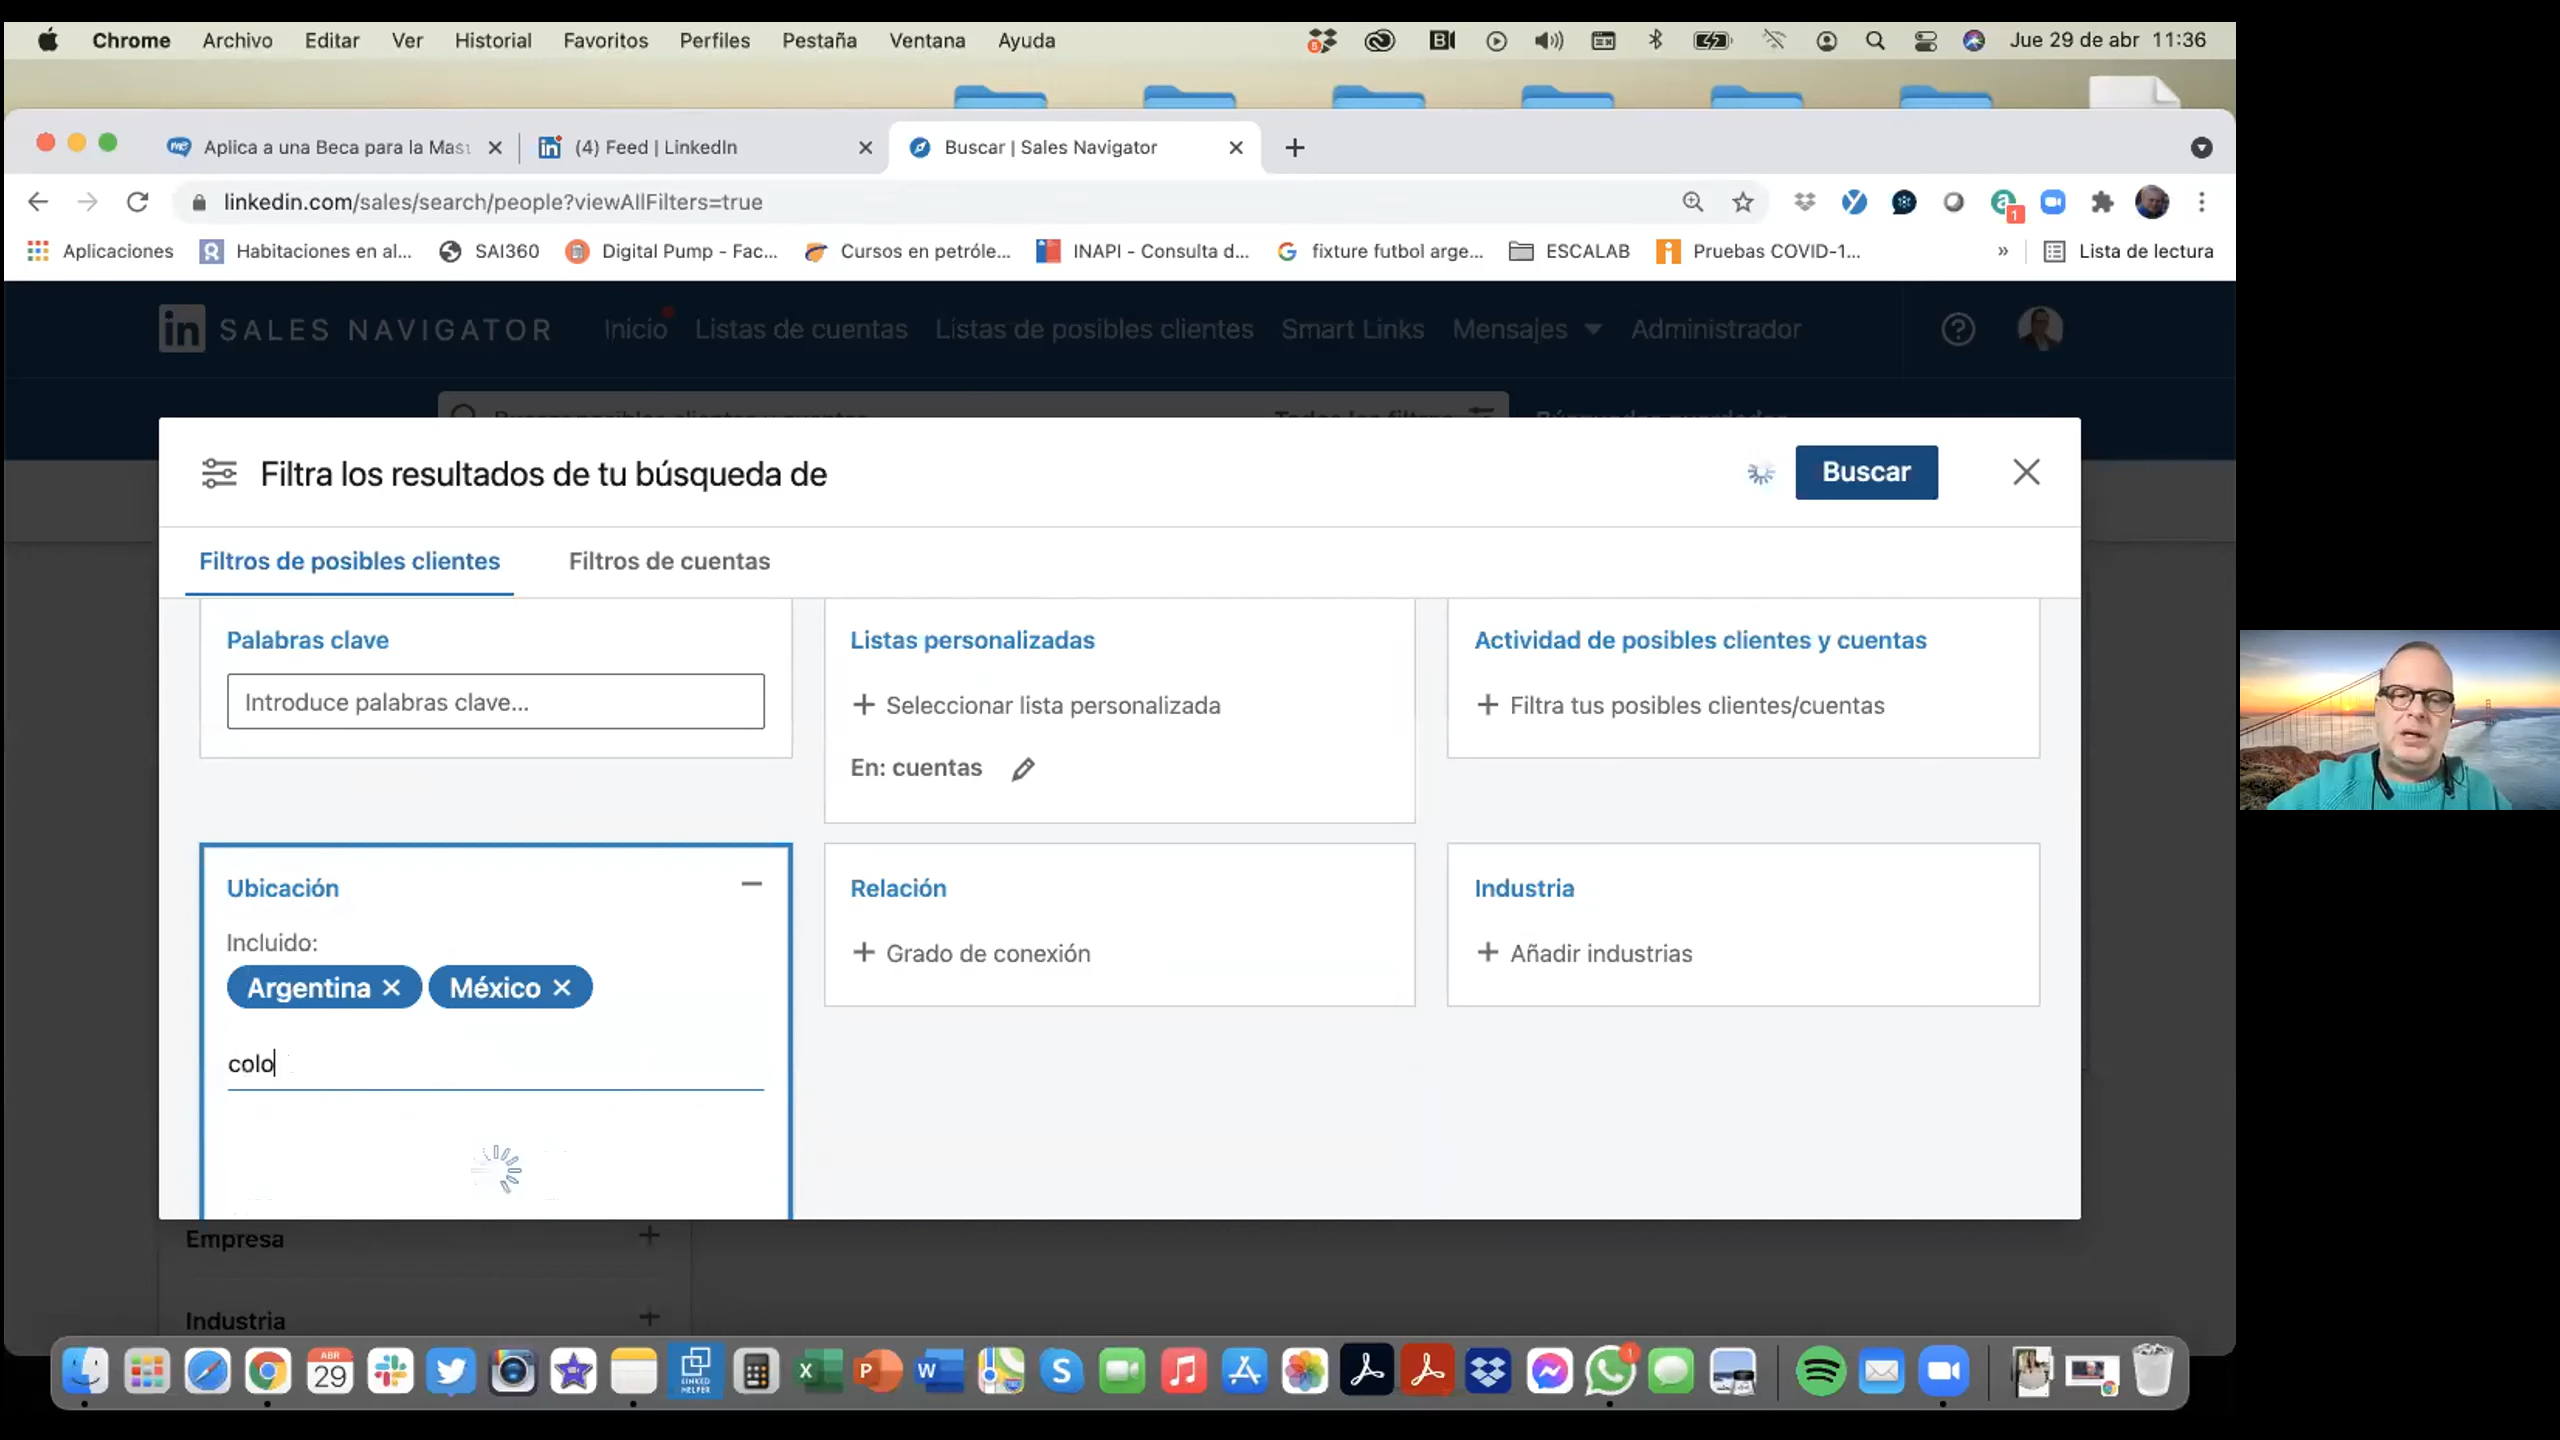 Chrome Archivo Editar Ver Historial Favoritos Perfiles Pestaña Ventana Ayuda Jue 29 de abr 11:36
Aplica a una Beca para la Mast (4) Feed | LinkedIn Buscar | Sales Navigator
linkedin.com/sales/search/people?viewAllFilters=true
Aplicaciones Habitaciones en al... SAI360 Digital Pump - Fac... Cursos en petróle... INAPI - Consulta d... fixture futbol arge... ESCALAB Pruebas COVID-1... » Lista de lectura
in SALES NAVIGATOR Inicio Listas de cuentas Listas de posibles clientes Smart Links Mensajes Administrador
Filtra los resultados de tu búsqueda de Buscar
Filtros de posibles clientes Filtros de cuentas
Palabras clave Listas personalizadas Actividad de posibles clientes y cuentas
Introduce palabras clave... + Seleccionar lista personalizada + Filtra tus posibles clientes/cuentas
En: cuentas
Ubicación Relación Industria
Incluido:
+ Grado de conexión + Añadir industrias
Argentina México
colo
Empresa +
Industria +
ABR
29
LINKED
HELPER